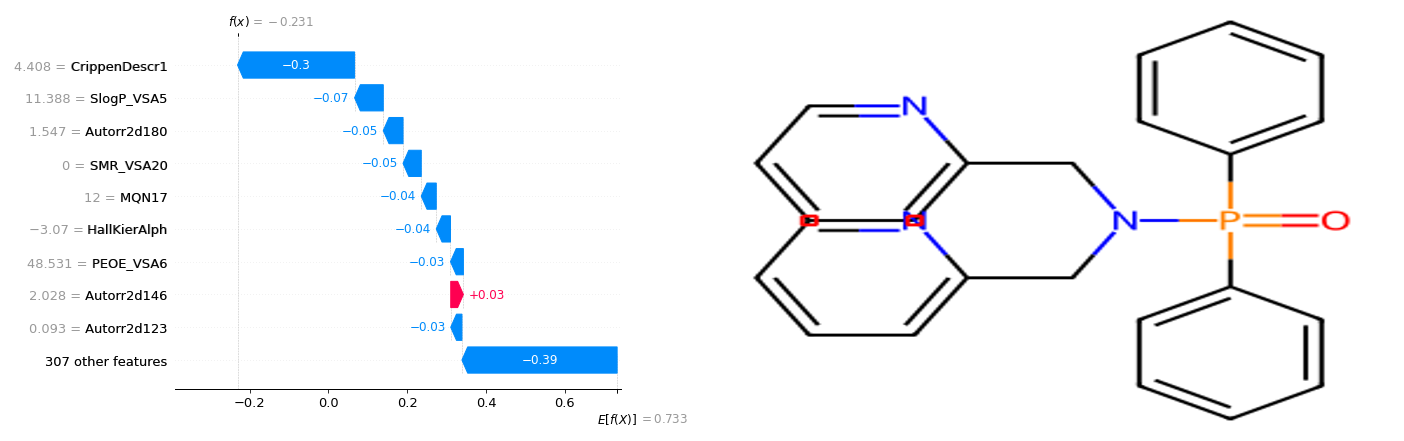 f(x) = −0.231
4.408 = CrippenDescr1
−0.3
11.388 = SlogP_VSA5
−0.07
1.547 = Autorr2d180
−0.05
0 = SMR_VSA20
−0.05
12 = MQN17
−0.04
−3.07 = HallKierAlph
−0.04
48.531 = PEOE_VSA6
−0.03
2.028 = Autorr2d146
+0.03
0.093 = Autorr2d123
−0.03
307 other features
−0.39
−0.2 0.0 0.2 0.4 0.6
E[f(X)] = 0.733
N
N
N
P
O